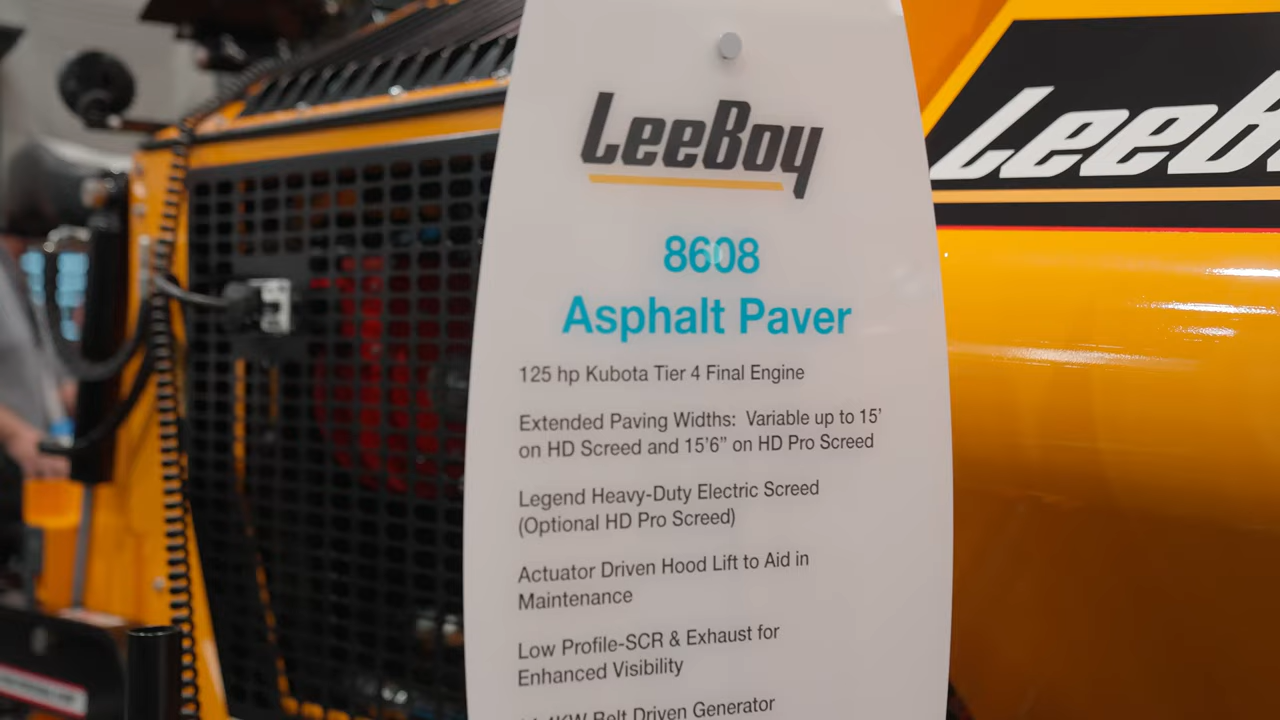 LeeBoy
8608
Asphalt Paver
125 hp Kubota Tier 4 Final Engine
Extended Paving Widths: Variable up to 15'
on HD Screed and 15'6" on HD Pro Screed
Legend Heavy-Duty Electric Screed
(Optional HD Pro Screed)
Actuator Driven Hood Lift to Aid in
Maintenance
Low Profile-SCR & Exhaust for
Enhanced Visibility
Belt Driven Generator
LeeB